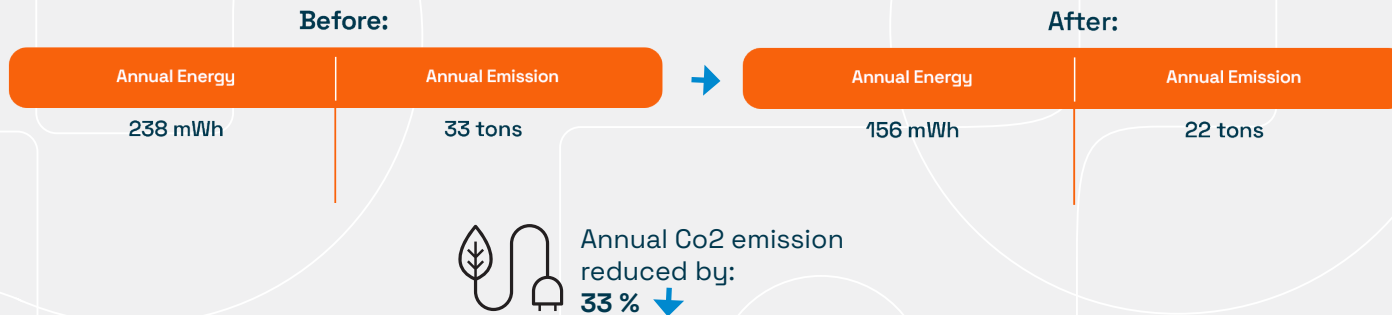 Before:
After:
Annual Energy
Annual Emission
Annual Energy
Annual Emission
238 mWh
33 tons
156 mWh
22 tons
Annual Co2 emission
reduced by:
33 %